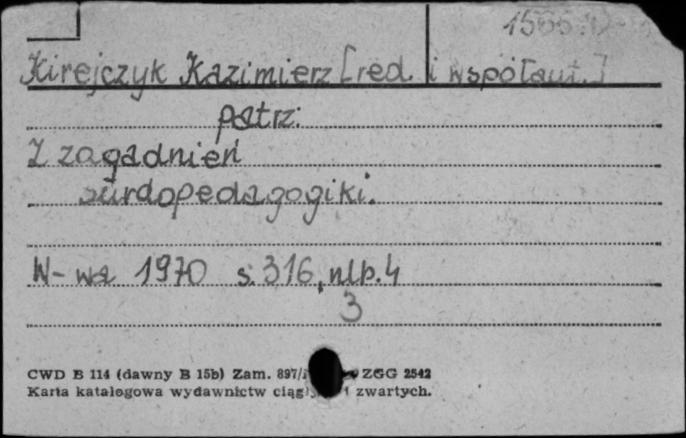 Kirejczyk Kazimierz [red. i współaut.]
patrz:
Z zagadnień
surdopedagogiki.
W-wa 1970 s. 316, nlb. 4
3
CWD B 114 (dawny B 15b) Zam. 897/ ZGG 2542
Karta katalogowa wydawnictw i zwartych.